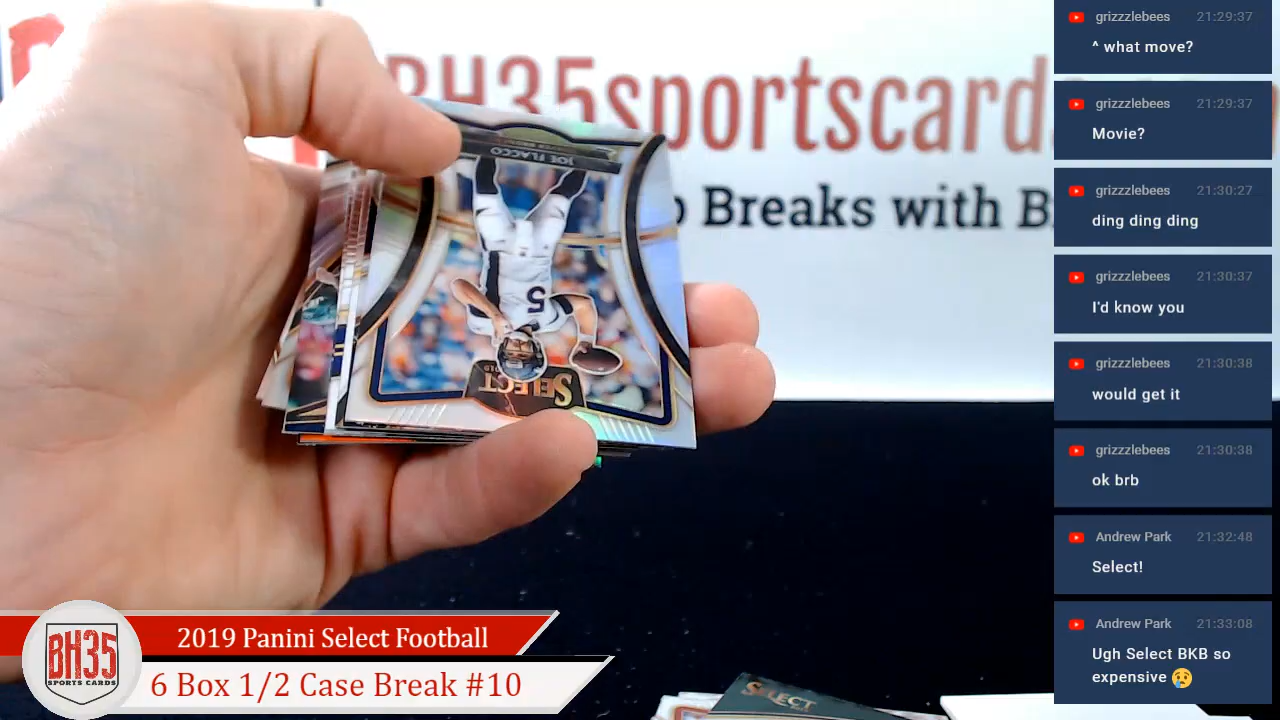 BH35sportscard
Breaks with B
JOE FLACCO
5
SELECT
SELECT
BH35
SPORTS CARDS
2019 Panini Select Football
6 Box 1/2 Case Break #10
grizzzlebees 21:29:37
^ what move?
grizzzlebees 21:29:37
Movie?
grizzzlebees 21:30:27
ding ding ding
grizzzlebees 21:30:37
I'd know you
grizzzlebees 21:30:38
would get it
grizzzlebees 21:30:38
ok brb
Andrew Park 21:32:48
Select!
Andrew Park 21:33:08
Ugh Select BKB so
expensive 😢